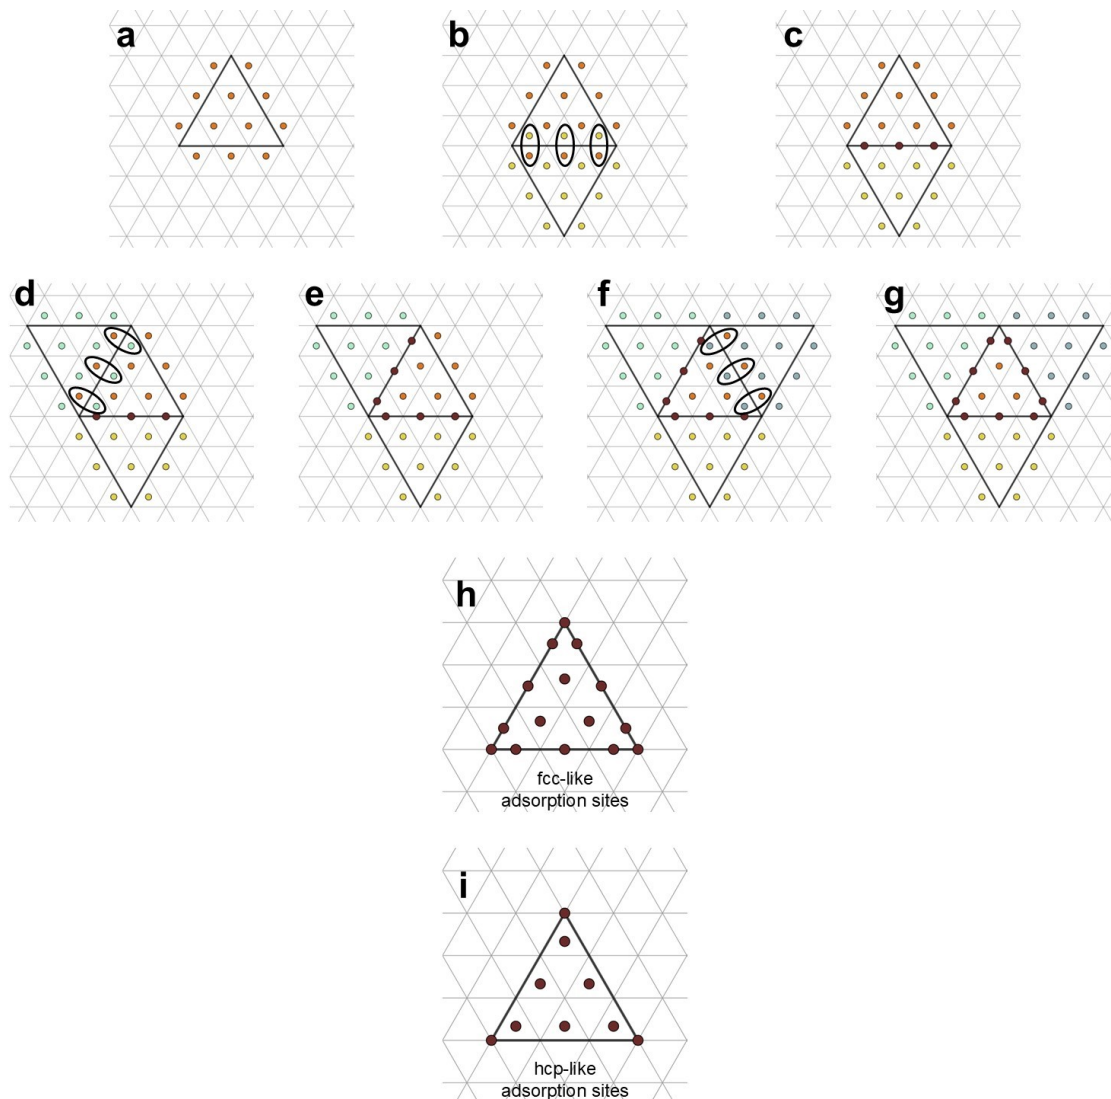 a
b
c
d
e
f
g
h
fcc-like
adsorption sites
i
hcp-like
adsorption sites